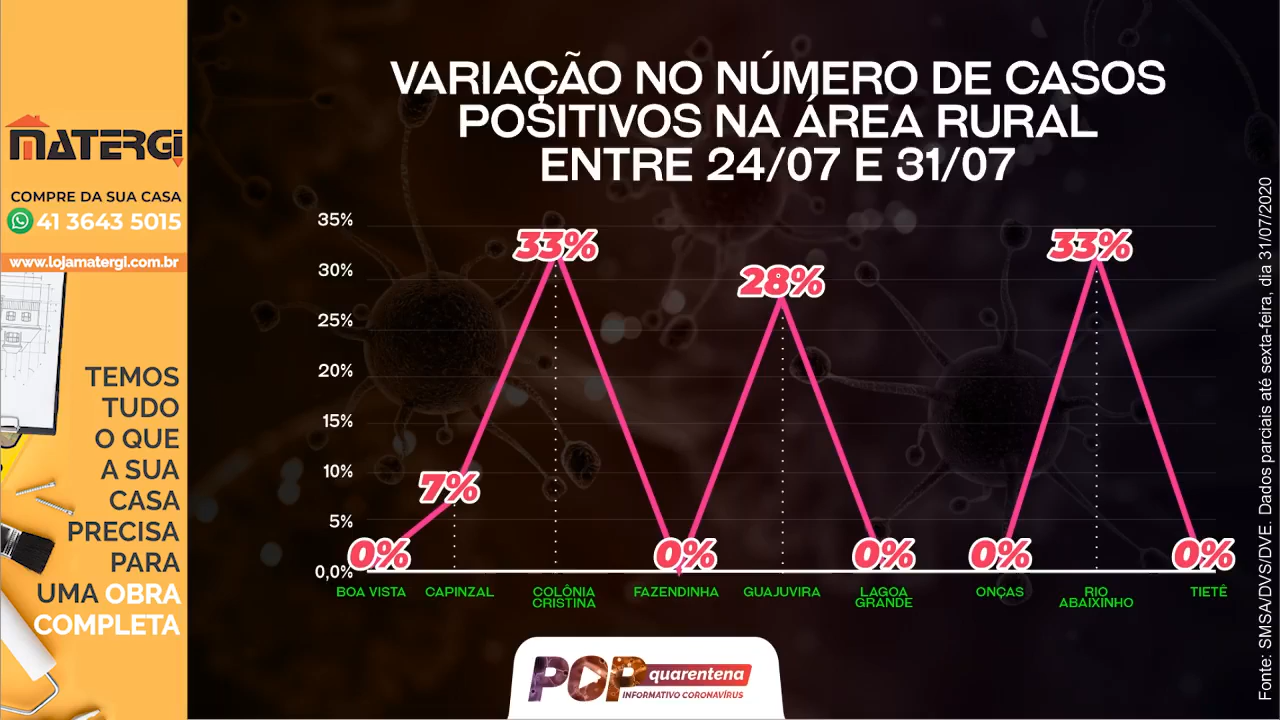 MATERGI
COMPRE DA SUA CASA
41 3643 5015
www.lojamatergi.com.br
TEMOS
TUDO
O QUE
A SUA
CASA
PRECISA
PARA
UMA OBRA
COMPLETA
VARIAÇÃO NO NÚMERO DE CASOS
POSITIVOS NA ÁREA RURAL
ENTRE 24/07 E 31/07
35%
30%
25%
20%
15%
10%
5%
0,0%
0%
7%
33%
0%
28%
0%
0%
33%
0%
BOA VISTA
CAPINZAL
COLÔNIA
CRISTINA
FAZENDINHA
GUAJUVIRA
LAGOA
GRANDE
ONÇAS
RIO
ABAIXINHO
TIETÊ
POP quarentena
INFORMATIVO CORONAVÍRUS
Fonte: SMSA/DVS/DVE. Dados parciais até sexta-feira, dia 31/07/2020